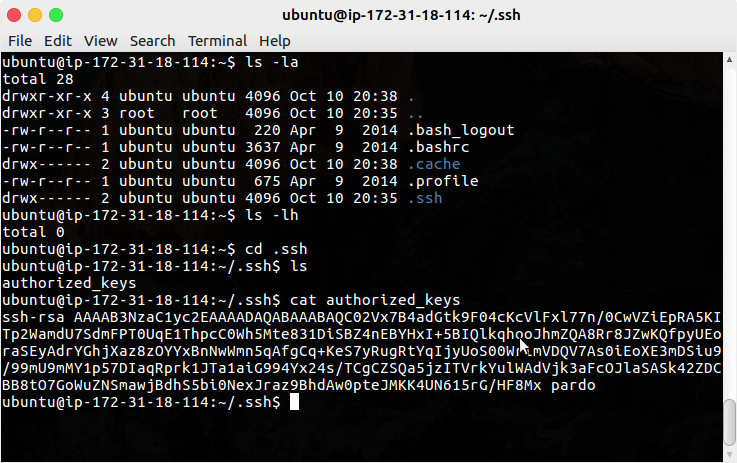 ubuntu@ip-172-31-18-114: ~/.ssh
File Edit View Search Terminal Help
ubuntu@ip-172-31-18-114:~$ ls -la
total 28
drwxr-xr-x 4 ubuntu ubuntu 4096 Oct 10 20:38 .
drwxr-xr-x 3 root   root   4096 Oct 10 20:35 ..
-rw-r--r-- 1 ubuntu ubuntu  220 Apr  9  2014 .bash_logout
-rw-r--r-- 1 ubuntu ubuntu 3637 Apr  9  2014 .bashrc
drwx------ 2 ubuntu ubuntu 4096 Oct 10 20:38 .cache
-rw-r--r-- 1 ubuntu ubuntu  675 Apr  9  2014 .profile
drwx------ 2 ubuntu ubuntu 4096 Oct 10 20:35 .ssh
ubuntu@ip-172-31-18-114:~$ ls -lh
total 0
ubuntu@ip-172-31-18-114:~$ cd .ssh
ubuntu@ip-172-31-18-114:~/.ssh$ ls
authorized_keys
ubuntu@ip-172-31-18-114:~/.ssh$ cat authorized_keys
ssh-rsa AAAAB3NzaC1yc2EAAAADAQABAAABAQC02Vx7B4adGtk9F04cKcVlFxl77n/0CwVZiEpRA5KI
Tp2WamdU7SdmFPT0UqE1ThpcC0Wh5Mte831DiSBZ4nEBYHxI+5BIQlkqhooJhmZQA8Rr8JZwKQfpyUEo
/99mU9mMY1p57DIaqRprk1JTa1aiG994Yx24s/TCgCZSQa5jzITVrkYulWAdVjk3aFcOJlaSASk42ZDC
BB8tO7GoWuZNSmawjBdhS5bi0NexJraz9BhdAw0pteJMKK4UN615rG/HF8Mx pardo
ubuntu@ip-172-31-18-114:~/.ssh$